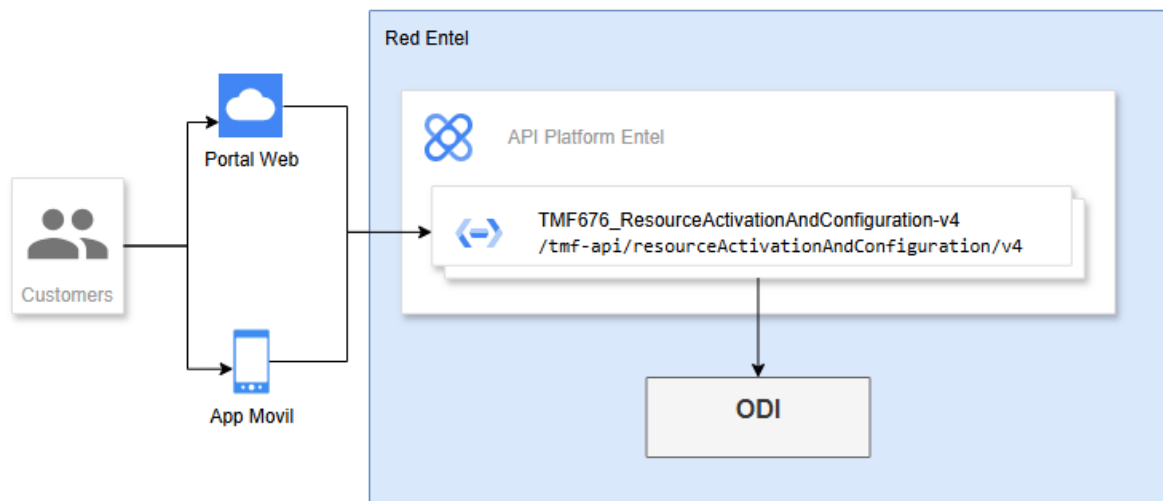 Red Entel
Portal Web
API Platform Entel
TMF676_ResourceActivationAndConfiguration-v4
/tmf-api/resourceActivationAndConfiguration/v4
Customers
App Movil
ODI